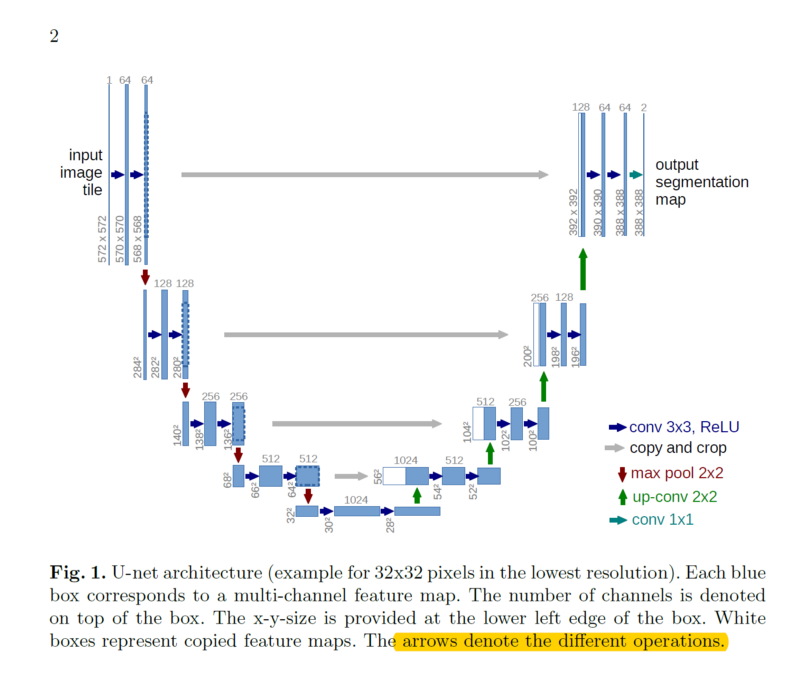 2
1 64 64
128 64 64 2
input
image
tile
output
segmentation
map
572 x 572
570 x 570
568 x 568
392 x 392
390 x 390
388 x 388
388 x 388
128 128
256 128
284²
282²
280²
200²
198²
196²
256 256
512 256
140²
138²
136²
104²
102²
100²
512 512
1024 512
68²
66²
64²
56²
54²
52²
1024
32²
30²
28²
conv 3x3, ReLU
copy and crop
max pool 2x2
up-conv 2x2
conv 1x1
Fig. 1. U-net architecture (example for 32x32 pixels in the lowest resolution). Each blue
box corresponds to a multi-channel feature map. The number of channels is denoted
on top of the box. The x-y-size is provided at the lower left edge of the box. White
boxes represent copied feature maps. The arrows denote the different operations.